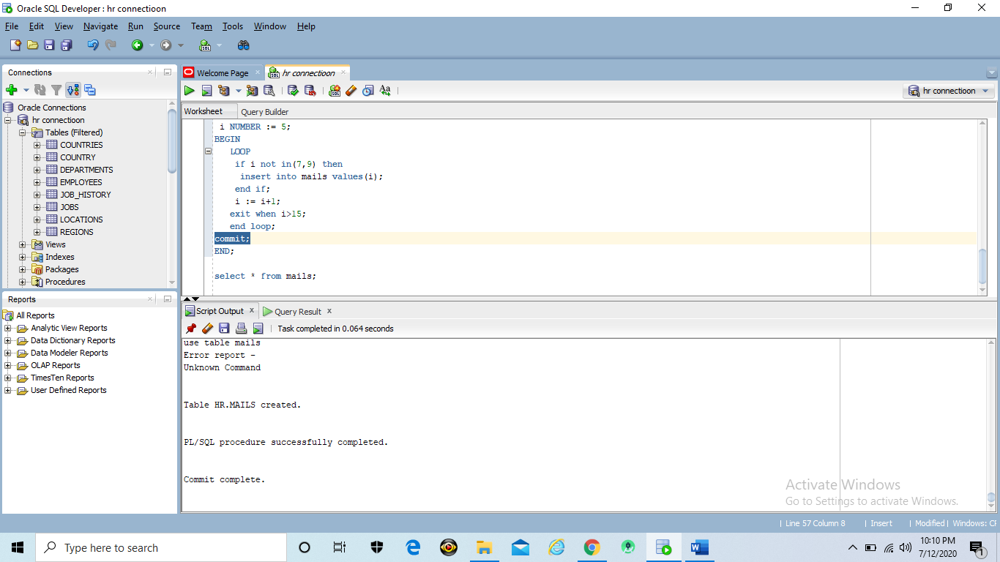 Oracle SQL Developer : hr connectioon
File Edit View Navigate Run Source Team Tools Window Help
Connections
Oracle Connections
hr connectioon
Tables (Filtered)
COUNTRIES
COUNTRY
DEPARTMENTS
EMPLOYEES
JOB_HISTORY
JOBS
LOCATIONS
REGIONS
Views
Indexes
Packages
Procedures
Reports
All Reports
Analytic View Reports
Data Dictionary Reports
Data Modeler Reports
OLAP Reports
TimesTen Reports
User Defined Reports
Welcome Page
hr connectioon
hr connectioon
Worksheet Query Builder
i NUMBER := 5;
BEGIN
LOOP
if i not in(7,9) then
insert into mails values(i);
end if;
i := i+1;
exit when i>15;
end loop;
commit;
END;
select * from mails;
Script Output x Query Result x
Task completed in 0.064 seconds
use table mails
Error report -
Unknown Command
Table HR.MAILS created.
PL/SQL procedure successfully completed.
Commit complete.
Activate Windows
Go to Settings to activate Windows.
Line 57 Column 8 | Insert | Modified | Windows: CF
Type here to search
10:10 PM
7/12/2020
1